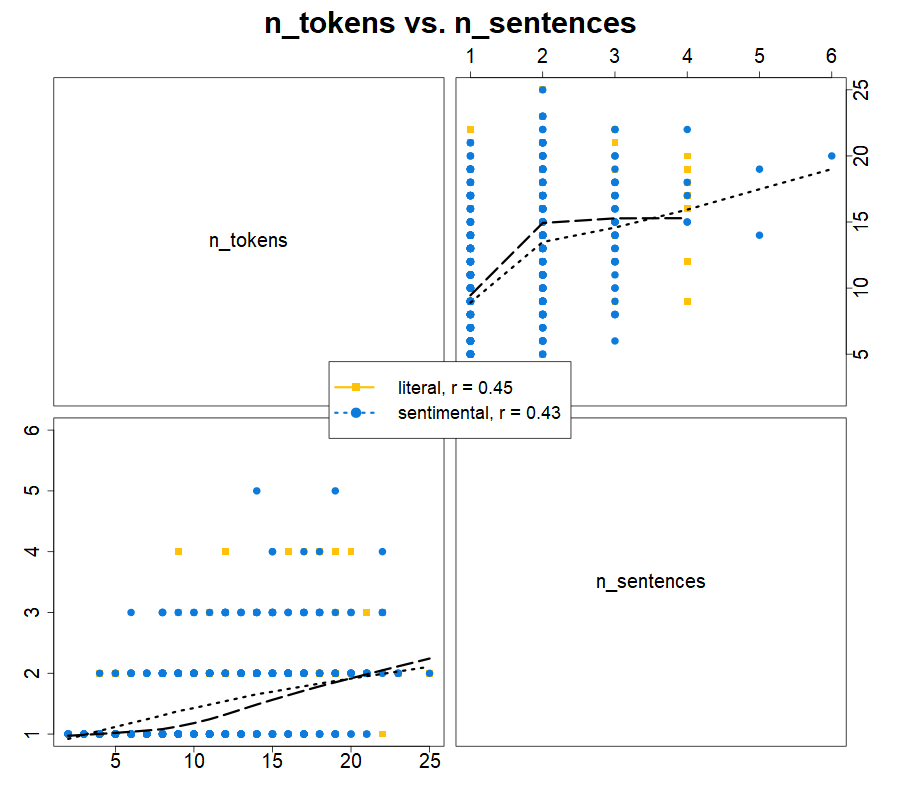 n_tokens vs. n_sentences
1 2 3 4 5 6
25
20
15
10
5
n_tokens
literal, r = 0.45
sentimental, r = 0.43
6
5
4
3
2
1
n_sentences
5 10 15 20 25